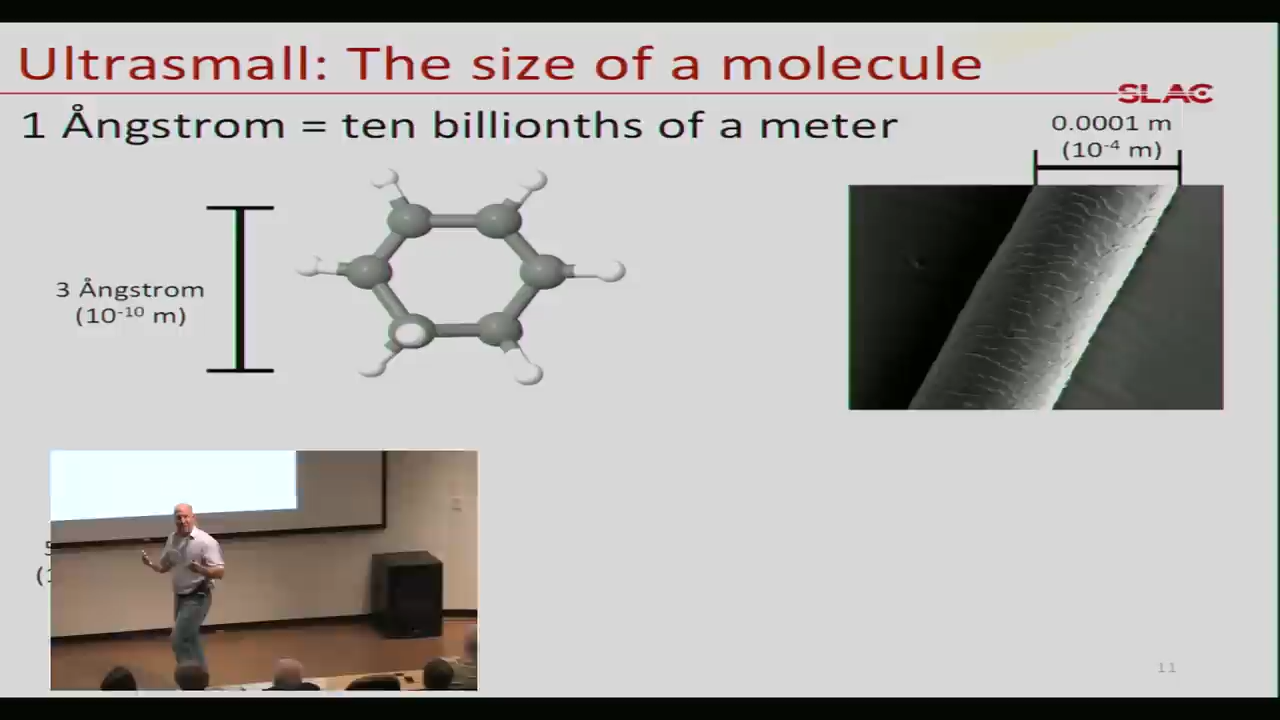 Ultrasmall: The size of a molecule
SLAC
1 Ångstrom = ten billionths of a meter
0.0001 m
(10⁻⁴ m)
3 Ångstrom
(10⁻¹⁰ m)
11